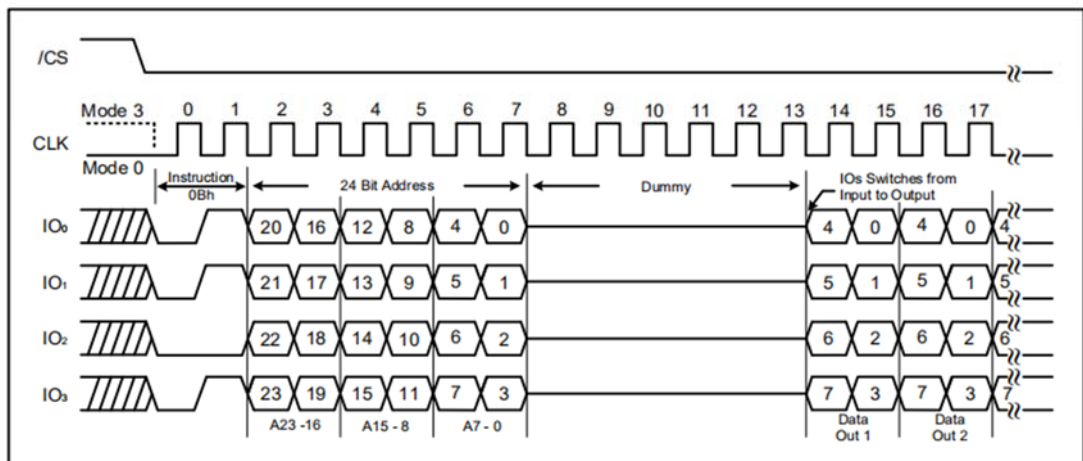 /CS
Mode 3 0 1 2 3 4 5 6 7 8 9 10 11 12 13 14 15 16 17
CLK
Mode 0
Instruction 0Bh
24 Bit Address
Dummy
IOs Switches from Input to Output
IO₀ 20 16 12 8 4 0 4 0 4 0 4
IO₁ 21 17 13 9 5 1 5 1 5 1 5
IO₂ 22 18 14 10 6 2 6 2 6 2 6
IO₃ 23 19 15 11 7 3 7 3 7 3 7
A23 -16 A15 - 8 A7 - 0
Data Out 1
Data Out 2